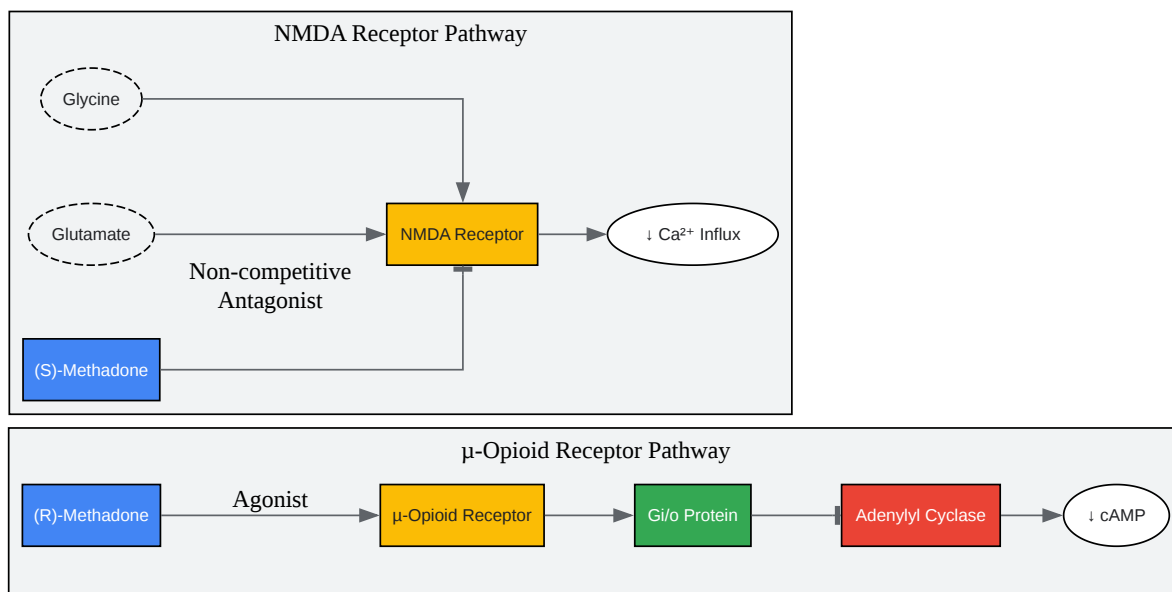 NMDA Receptor Pathway
Glycine
Glutamate
NMDA Receptor
↓ Ca²⁺ Influx
Non-competitive
Antagonist
(S)-Methadone
µ-Opioid Receptor Pathway
(R)-Methadone
Agonist
µ-Opioid Receptor
Gi/o Protein
Adenylyl Cyclase
↓ cAMP